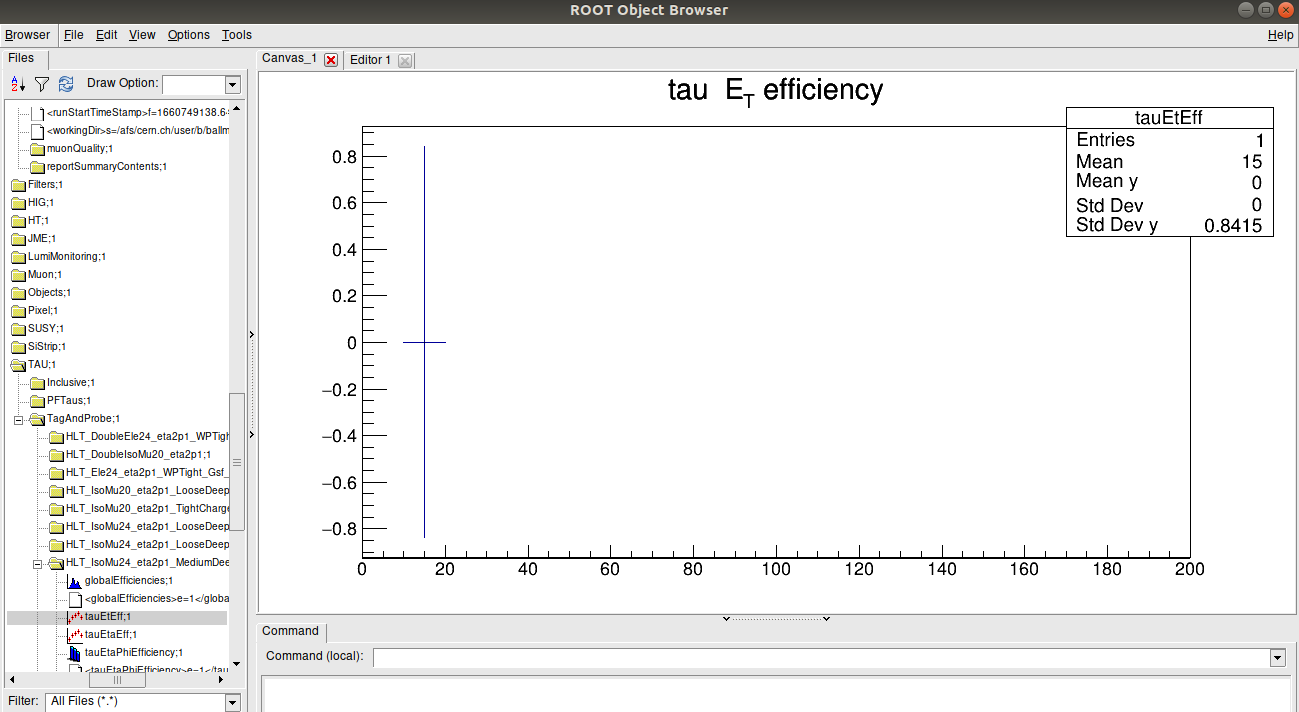 ROOT Object Browser
Browser File Edit View Options Tools Help
Files
Canvas_1 Editor 1
Draw Option:
<runStartTimeStamp>f=1660749138.6
<workingDir>s=/afs/cern.ch/user/b/ballm
muonQuality;1
reportSummaryContents;1
Filters;1
HIG;1
HT;1
JME;1
LumiMonitoring;1
Muon;1
Objects;1
Pixel;1
SUSY;1
SiStrip;1
TAU;1
Inclusive;1
PFTaus;1
TagAndProbe;1
HLT_DoubleEle24_eta2p1_WPTigh
HLT_DoubleIsoMu20_eta2p1;1
HLT_Ele24_eta2p1_WPTight_Gsf_
HLT_IsoMu20_eta2p1_LooseDeep
HLT_IsoMu20_eta2p1_TightCharge
HLT_IsoMu24_eta2p1_LooseDeep
HLT_IsoMu24_eta2p1_LooseDeep
HLT_IsoMu24_eta2p1_MediumDee
globalEfficiencies;1
<globalEfficiencies>e=1</globa
tauEtEff;1
tauEtaEff;1
tauEtaPhiEfficiency;1
<tauEtaPhiEfficiency>e=1</tau
Filter: All Files (*.*)
tau E_T efficiency
tauEtEff
Entries 1
Mean 15
Mean y 0
Std Dev 0
Std Dev y 0.8415
0.8
0.6
0.4
0.2
0
−0.2
−0.4
−0.6
−0.8
0 20 40 60 80 100 120 140 160 180 200
Command
Command (local):